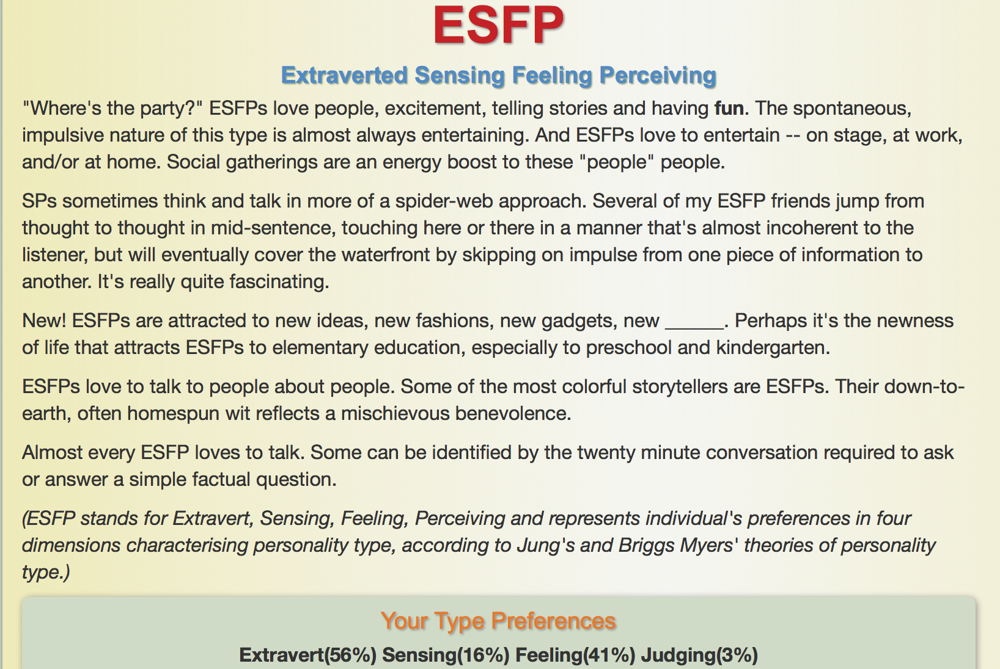 ESFP
Extraverted Sensing Feeling Perceiving
"Where's the party?" ESFPs love people, excitement, telling stories and having fun. The spontaneous,
impulsive nature of this type is almost always entertaining. And ESFPs love to entertain -- on stage, at work,
and/or at home. Social gatherings are an energy boost to these "people" people.
SPs sometimes think and talk in more of a spider-web approach. Several of my ESFP friends jump from
thought to thought in mid-sentence, touching here or there in a manner that's almost incoherent to the
listener, but will eventually cover the waterfront by skipping on impulse from one piece of information to
another. It's really quite fascinating.
New! ESFPs are attracted to new ideas, new fashions, new gadgets, new ______. Perhaps it's the newness
of life that attracts ESFPs to elementary education, especially to preschool and kindergarten.
ESFPs love to talk to people about people. Some of the most colorful storytellers are ESFPs. Their down-to-
earth, often homespun wit reflects a mischievous benevolence.
Almost every ESFP loves to talk. Some can be identified by the twenty minute conversation required to ask
or answer a simple factual question.
(ESFP stands for Extravert, Sensing, Feeling, Perceiving and represents individual's preferences in four
dimensions characterising personality type, according to Jung's and Briggs Myers' theories of personality
type.)
Your Type Preferences
Extravert(56%) Sensing(16%) Feeling(41%) Judging(3%)